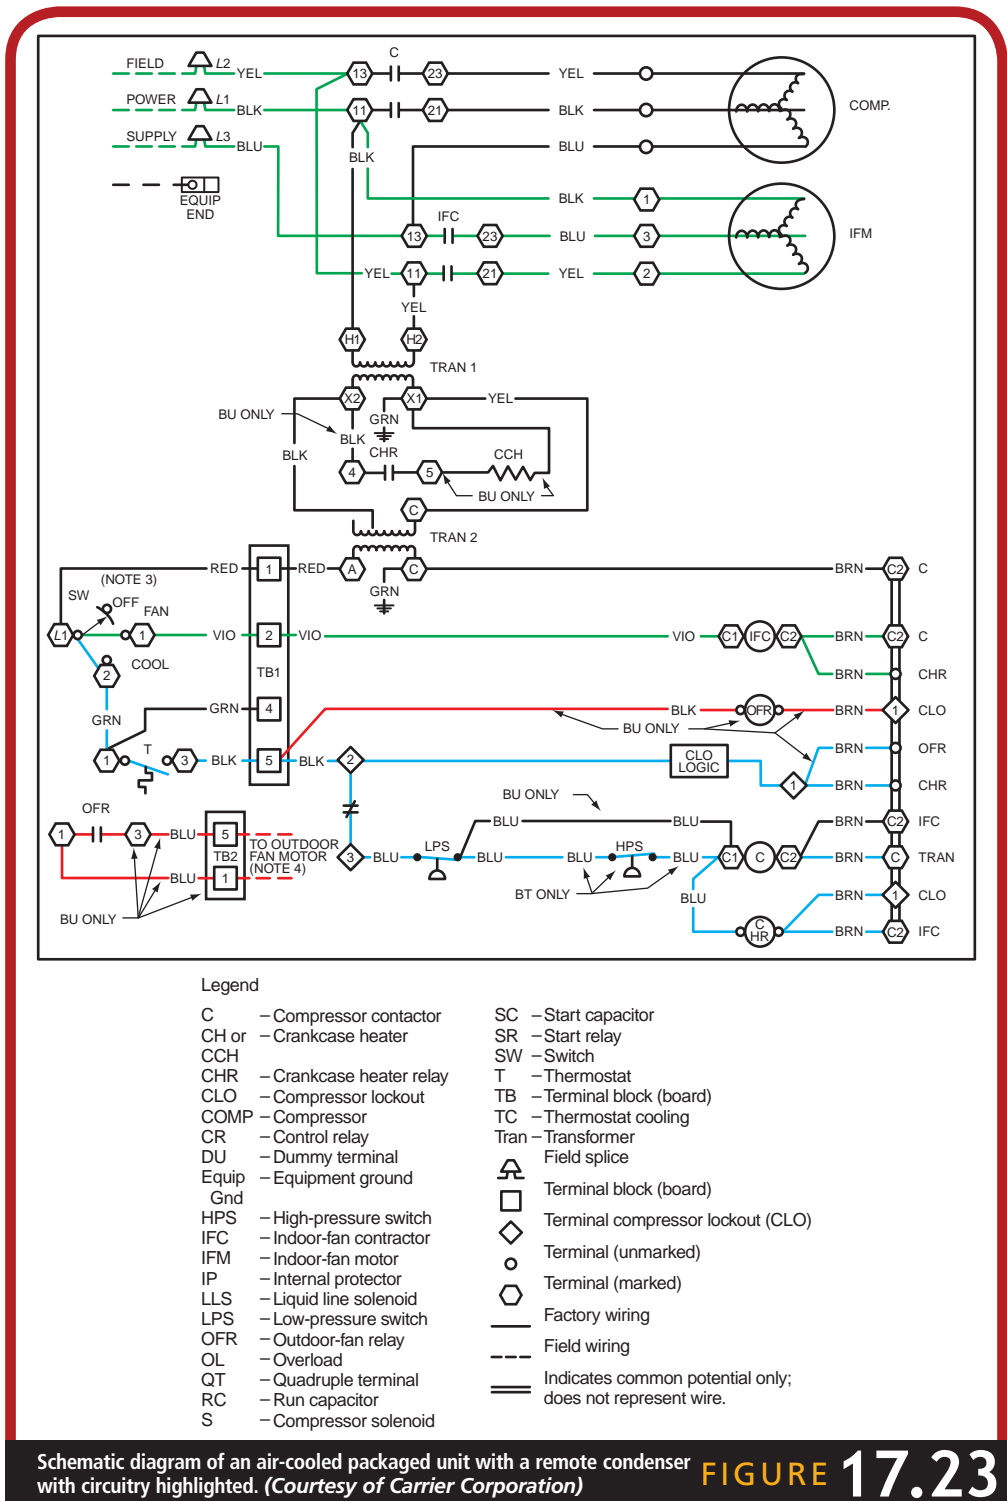 FIELD L2 YEL 13 C 23 YEL
POWER L1 BLK 11 21 BLK COMP.
SUPPLY L3 BLU BLK BLU
EQUIP
END
BLK 1
13 IFC 23 BLU 3 IFM
YEL 11 21 YEL 2
YEL
H1 H2
TRAN 1
X2 X1 YEL
BU ONLY GRN
BLK
BLK CHR CCH
4 5
BU ONLY
C
TRAN 2
RED 1 RED A C BRN C2 C
(NOTE 3) GRN
SW OFF FAN
L1 1 VIO 2 VIO VIO C1 IFC C2 BRN C2 C
COOL TB1 BRN CHR
2
GRN 4 BLK OFR BRN 1 CLO
GRN BU ONLY
T BRN OFR
1 3 BLK 5 BLK 2 CLO
LOGIC
1 BRN CHR
BU ONLY
OFR BLU BLU C2 IFC
1 3 BLU 5 TO OUTDOOR
FAN MOTOR
(NOTE 4)
TB2
BLU 1
BU ONLY
3 BLU LPS BLU BLU HPS BLU C1 C C2 BRN C TRAN
BT ONLY BLU BRN 1 CLO
C
HR
BRN C2 IFC
Legend
C – Compressor contactor
CH or – Crankcase heater
CCH
CHR – Crankcase heater relay
CLO – Compressor lockout
COMP – Compressor
CR – Control relay
DU – Dummy terminal
Equip – Equipment ground
Gnd
HPS – High-pressure switch
IFC – Indoor-fan contractor
IFM – Indoor-fan motor
IP – Internal protector
LLS – Liquid line solenoid
LPS – Low-pressure switch
OFR – Outdoor-fan relay
OL – Overload
QT – Quadruple terminal
RC – Run capacitor
S – Compressor solenoid
SC – Start capacitor
SR – Start relay
SW – Switch
T – Thermostat
TB – Terminal block (board)
TC – Thermostat cooling
Tran – Transformer
Field splice
Terminal block (board)
Terminal compressor lockout (CLO)
Terminal (unmarked)
Terminal (marked)
Factory wiring
Field wiring
Indicates common potential only;
does not represent wire.
Schematic diagram of an air-cooled packaged unit with a remote condenser
with circuitry highlighted. (Courtesy of Carrier Corporation)
FIGURE 17.23